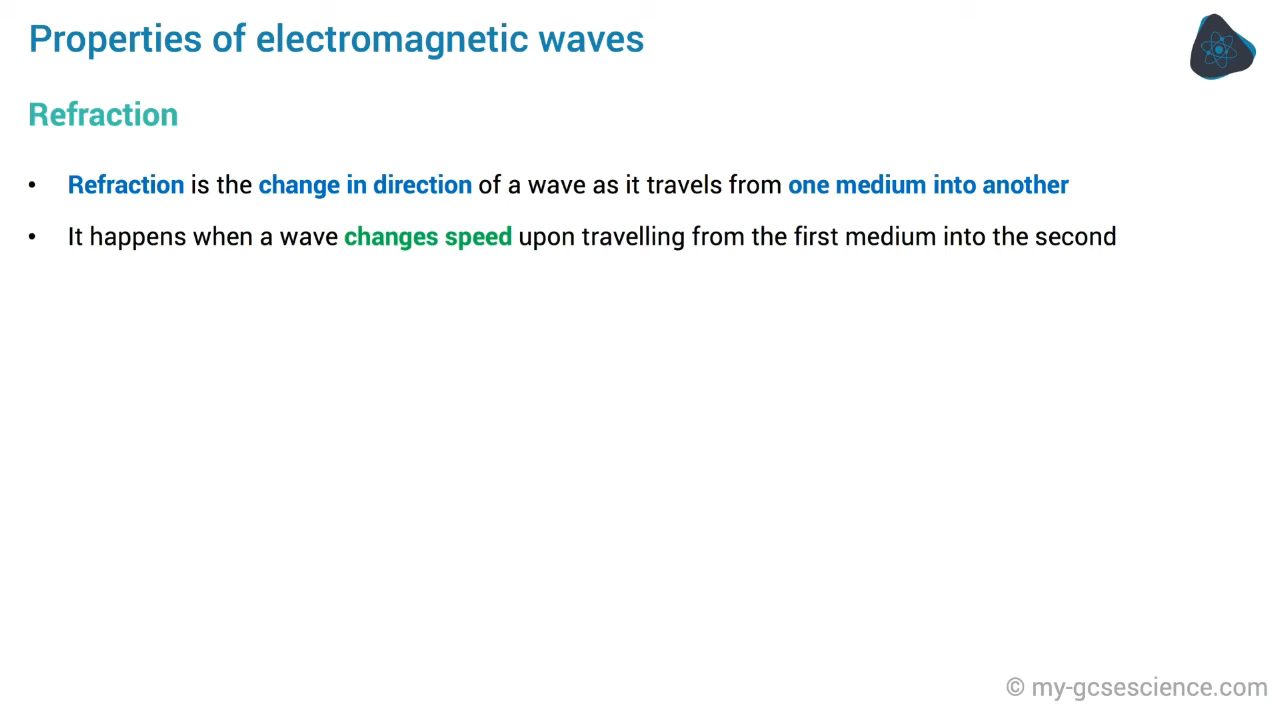 Properties of electromagnetic waves
Refraction
• Refraction is the change in direction of a wave as it travels from one medium into another
• It happens when a wave changes speed upon travelling from the first medium into the second
© my-gcsescience.com